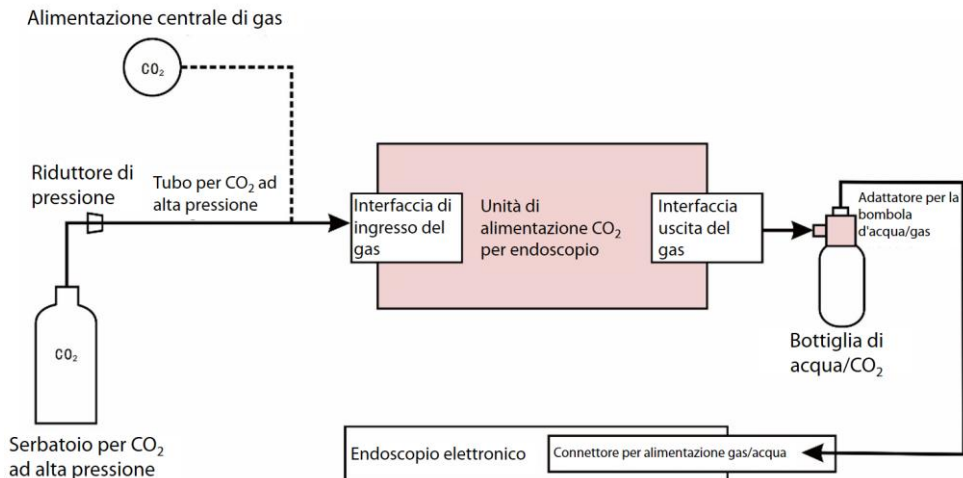 Alimentazione centrale di gas
CO₂
Riduttore di
pressione
Tubo per CO₂ ad
alta pressione
Interfaccia di
ingresso del
gas
Unità di
alimentazione CO₂
per endoscopio
Interfaccia
uscita del
gas
Adattatore per la
bombola
d'acqua/gas
CO₂
Bottiglia di
acqua/CO₂
Serbatoio per CO₂
ad alta pressione
Endoscopio elettronico
Connettore per alimentazione gas/acqua